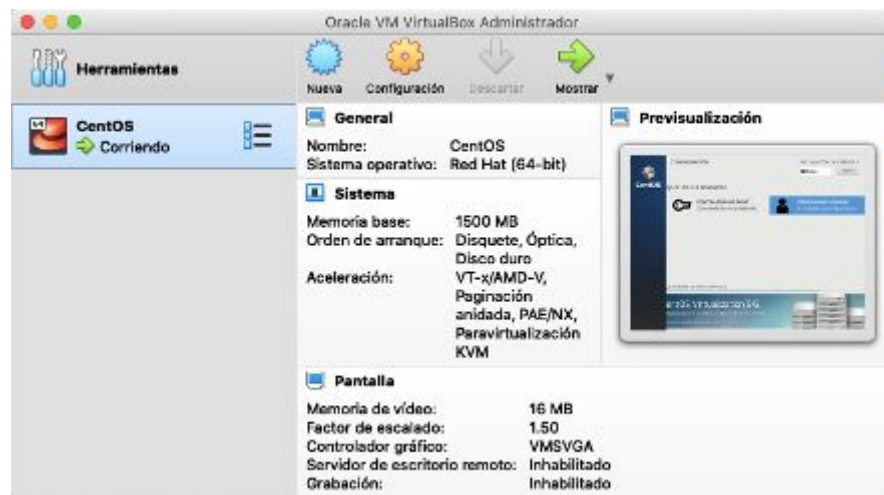 Oracle VM VirtualBox Administrador
Herramientas
Nueva Configuración Descartar Mostrar
CentOS
Corriendo
General
Nombre: CentOS
Sistema operativo: Red Hat (64-bit)
Sistema
Memoria base: 1500 MB
Orden de arranque: Disquete, Óptica,
Disco duro
Aceleración: VT-x/AMD-V,
Paginación
anidada, PAE/NX,
Paravirtualización
KVM
Pantalla
Memoria de vídeo: 16 MB
Factor de escalado: 1.50
Controlador gráfico: VMSVGA
Servidor de escritorio remoto: Inhabilitado
Grabación: Inhabilitado
Previsualización
CentOS